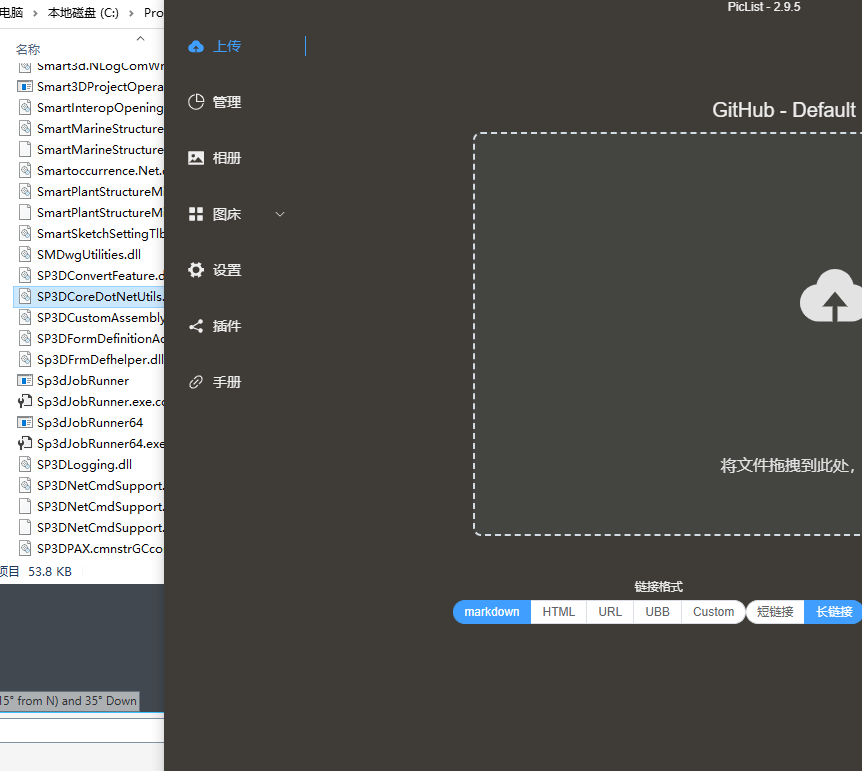 电脑 › 本地磁盘 (C:) › Pro
名称
Smart3d.NLogComWr
Smart3DProjectOpera
SmartInteropOpening
SmartMarineStructure
SmartMarineStructure
Smartoccurrence.Net.
SmartPlantStructureM
SmartPlantStructureM
SmartSketchSettingTlb
SMDwgUtilities.dll
SP3DConvertFeature.d
SP3DCoreDotNetUtils.
SP3DCustomAssembly
SP3DFormDefinitionAc
Sp3DFrmDefhelper.dll
Sp3dJobRunner
Sp3dJobRunner.exe.co
Sp3dJobRunner64
Sp3dJobRunner64.exe
SP3DLogging.dll
SP3DNetCmdSupport.
SP3DNetCmdSupport.
SP3DNetCmdSupport.
SP3DPAX.cmnstrGCco
项目 53.8 KB
15° from N) and 35° Down
PicList - 2.9.5
上传
管理
相册
图床
设置
插件
手册
GitHub - Default
将文件拖拽到此处，
链接格式
markdown HTML URL UBB Custom 短链接 长链接